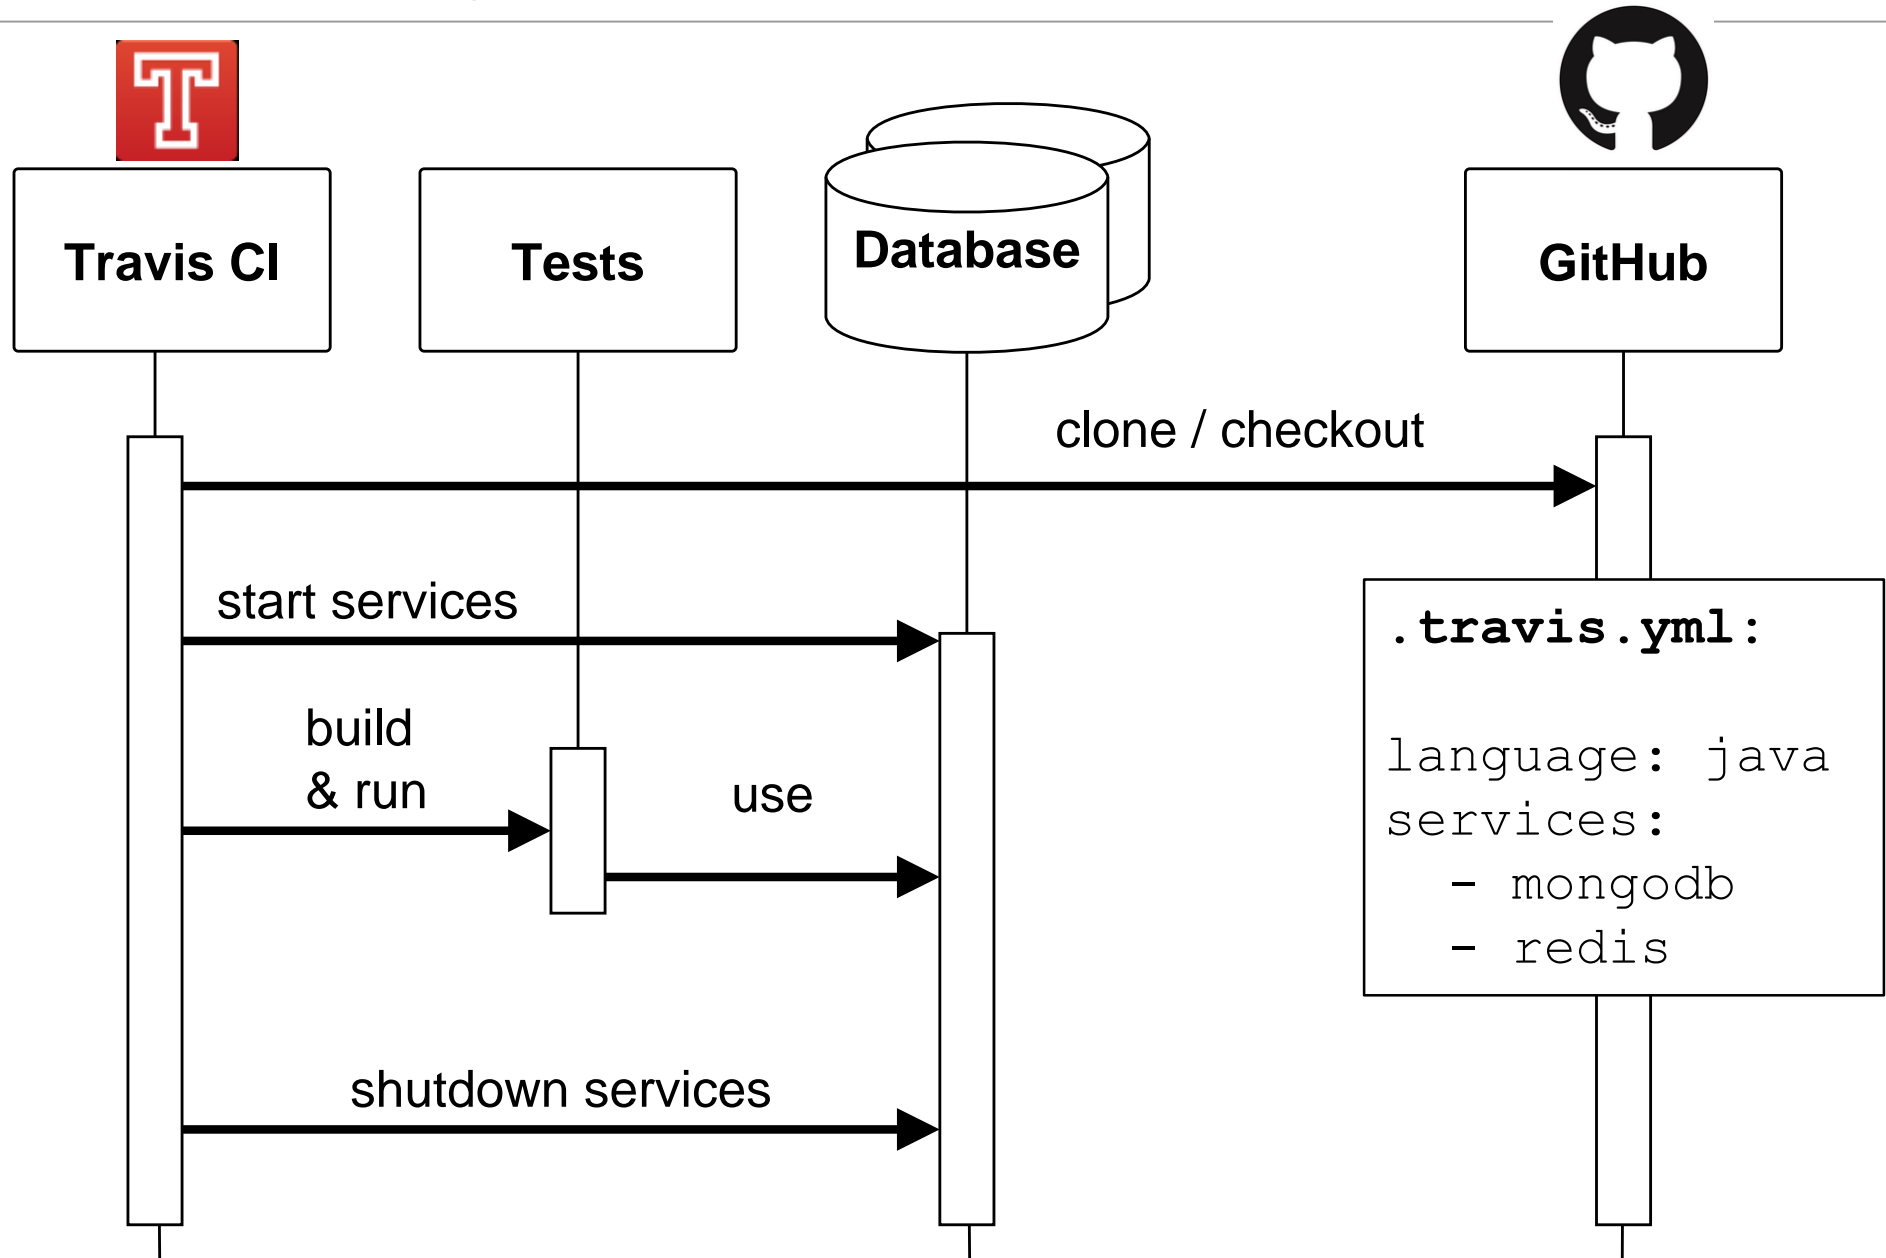 T
Travis CI
Tests
Database
GitHub
clone / checkout
start services
build
& run
use
shutdown services
.travis.yml:
language: java
services:
- mongodb
- redis